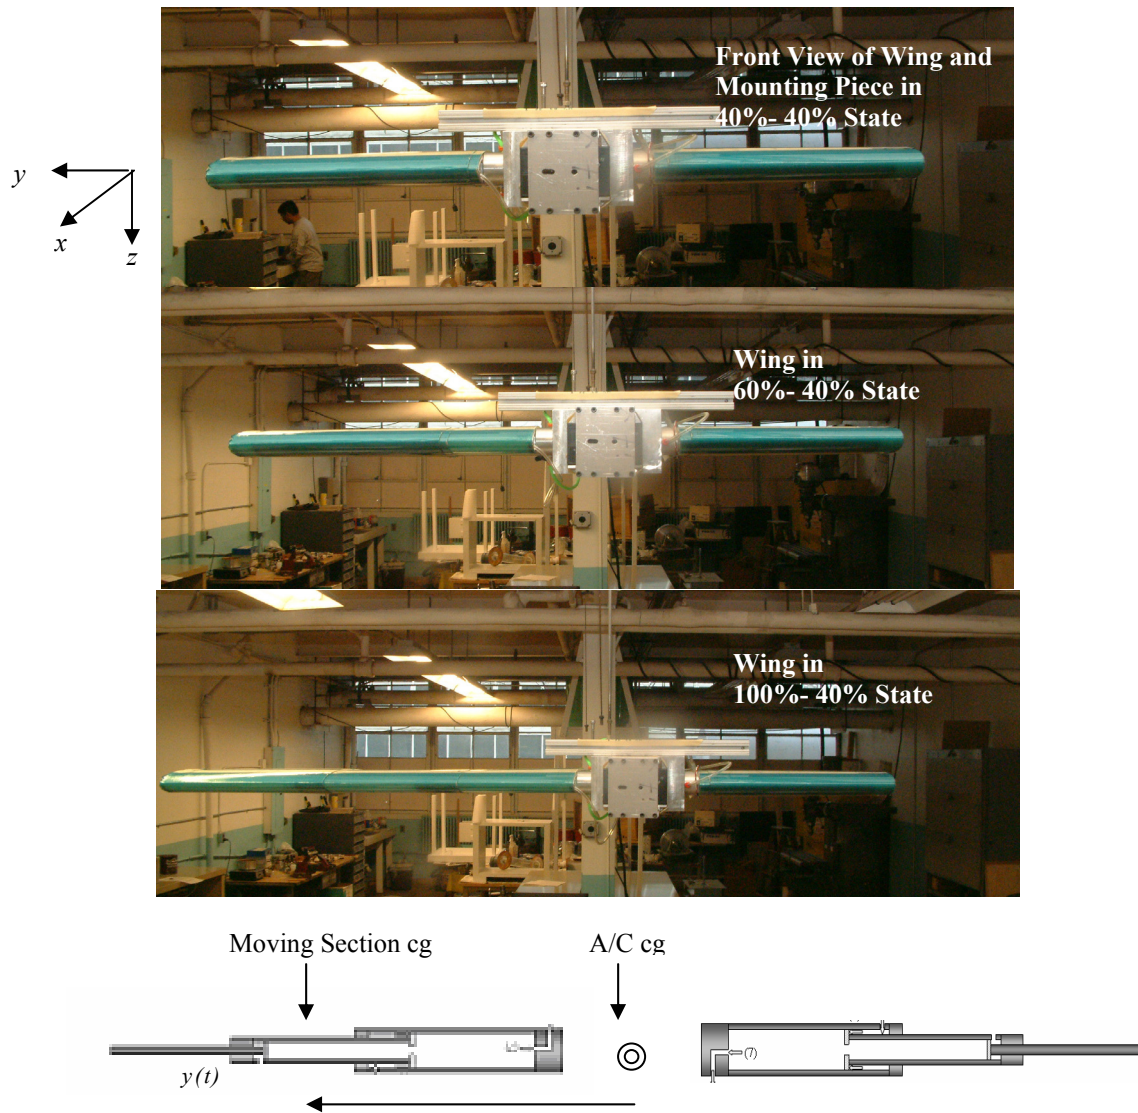 Front View of Wing and
Mounting Piece in
40%- 40% State
y
x
z
Wing in
60%- 40% State
Wing in
100%- 40% State
Moving Section cg
A/C cg
(7)
y(t)